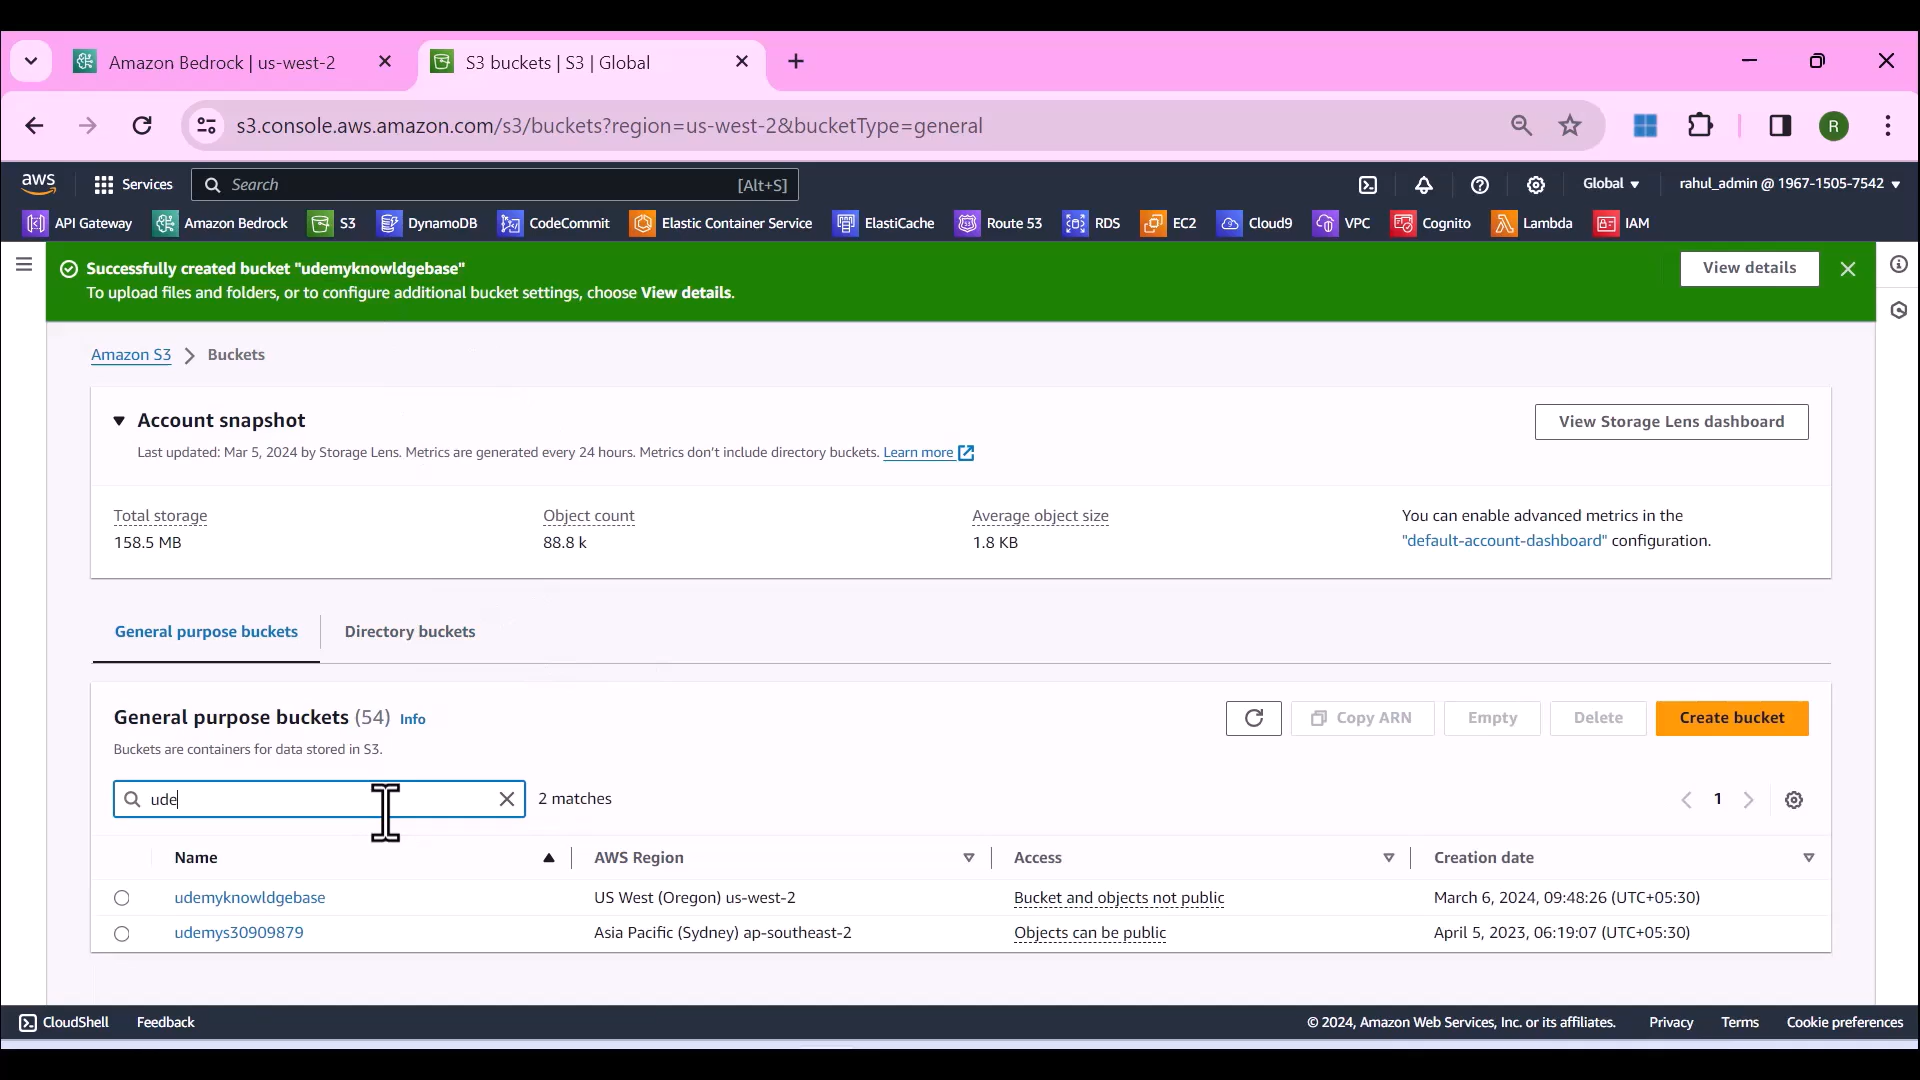 Amazon Bedrock | us-west-2
S3 buckets | S3 | Global
s3.console.aws.amazon.com/s3/buckets?region=us-west-2&bucketType=general
R
aws
Services
Search
[Alt+S]
Global
rahul_admin @ 1967-1505-7542
API Gateway
Amazon Bedrock
S3
DynamoDB
CodeCommit
Elastic Container Service
ElastiCache
Route 53
RDS
EC2
Cloud9
VPC
Cognito
Lambda
IAM
Successfully created bucket "udemyknowldgebase"
To upload files and folders, or to configure additional bucket settings, choose View details.
View details
Amazon S3
Buckets
Account snapshot
Last updated: Mar 5, 2024 by Storage Lens. Metrics are generated every 24 hours. Metrics don't include directory buckets. Learn more
View Storage Lens dashboard
Total storage
158.5 MB
Object count
88.8 k
Average object size
1.8 KB
You can enable advanced metrics in the
"default-account-dashboard" configuration.
General purpose buckets
Directory buckets
General purpose buckets (54) Info
Buckets are containers for data stored in S3.
Copy ARN
Empty
Delete
Create bucket
ude
2 matches
1
Name
AWS Region
Access
Creation date
udemyknowldgebase
US West (Oregon) us-west-2
Bucket and objects not public
March 6, 2024, 09:48:26 (UTC+05:30)
udemys30909879
Asia Pacific (Sydney) ap-southeast-2
Objects can be public
April 5, 2023, 06:19:07 (UTC+05:30)
CloudShell
Feedback
© 2024, Amazon Web Services, Inc. or its affiliates.
Privacy
Terms
Cookie preferences